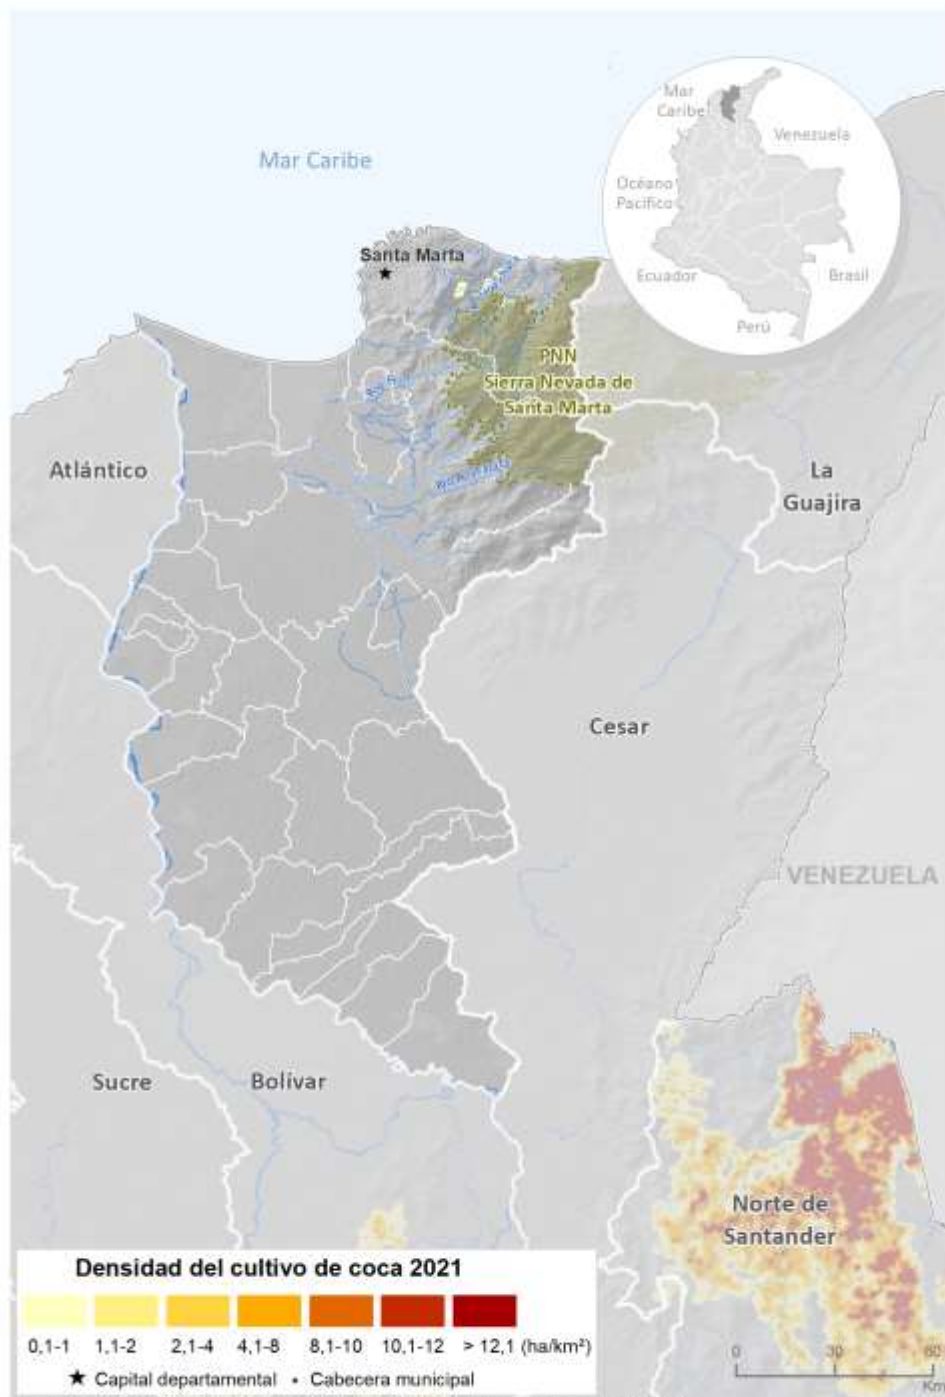 Mar Caribe
Mar
Caribe
Venezuela
Océano
Pacífico
Ecuador
Brasil
Perú
Santa Marta
PNN
Sierra Nevada de
Santa Marta
Atlántico
La
Guajira
Cesar
VENEZUELA
Sucre
Bolívar
Norte de
Santander
Densidad del cultivo de coca 2021
0,1-1 1,1-2 2,1-4 4,1-8 8,1-10 10,1-12 > 12,1 (ha/km²)
★ Capital departamental • Cabecera municipal
0 30 60
Km